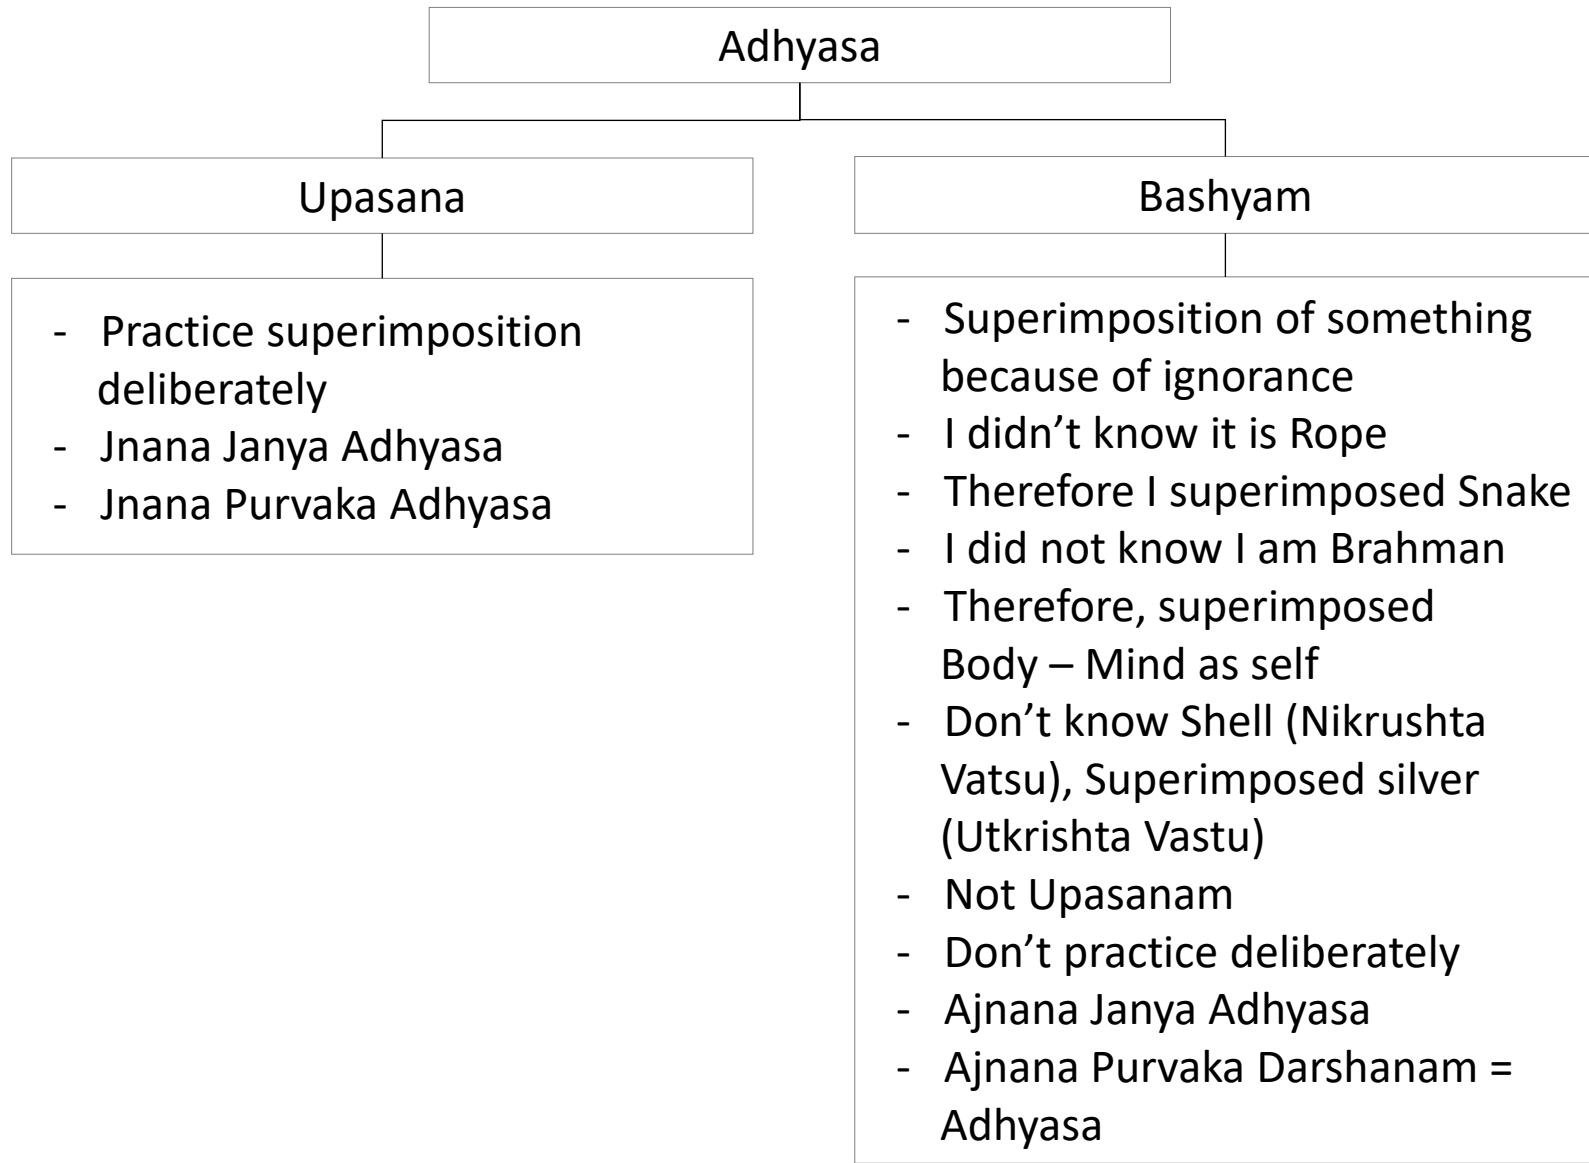 Adhyasa
Upasana
- Practice superimposition
deliberately
- Jnana Janya Adhyasa
- Jnana Purvaka Adhyasa
Bashyam
- Superimposition of something
because of ignorance
- I didn’t know it is Rope
- Therefore I superimposed Snake
- I did not know I am Brahman
- Therefore, superimposed
Body – Mind as self
- Don’t know Shell (Nikrushta
Vatsu), Superimposed silver
(Utkrishta Vastu)
- Not Upasanam
- Don’t practice deliberately
- Ajnana Janya Adhyasa
- Ajnana Purvaka Darshanam =
Adhyasa